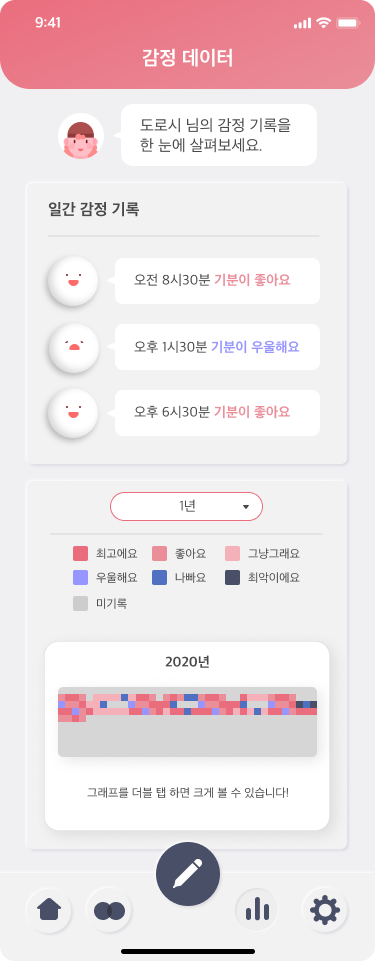 9:41
감정 데이터
도로시 님의 감정 기록을
한 눈에 살펴보세요.
일간 감정 기록
오전 8시30분 기분이 좋아요
오후 1시30분 기분이 우울해요
오후 6시30분 기분이 좋아요
1년
최고에요 좋아요 그냥그래요
우울해요 나빠요 최악이에요
미기록
2020년
그래프를 더블 탭 하면 크게 볼 수 있습니다!